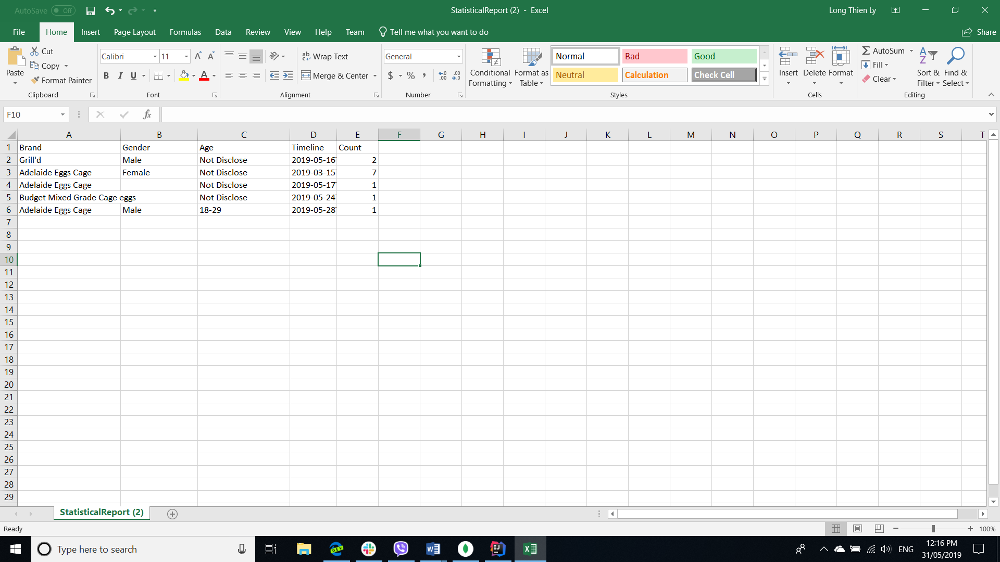 AutoSave Off
StatisticalReport (2) - Excel
Long Thien Ly
File Home Insert Page Layout Formulas Data Review View Help Team Tell me what you want to do Share
Paste
Cut
Copy
Format Painter
Clipboard
Calibri 11 A A
B I U A
Font
ab Wrap Text
Merge & Center
Alignment
General
$ % ,
Number
Conditional Formatting
Format as Table
Normal Bad Good
Neutral Calculation Check Cell
Styles
Insert Delete Format
Cells
AutoSum
Fill
Clear
Sort & Filter
Find & Select
Editing
F10 fx
A B C D E F G H I J K L M N O P Q R S T
1 Brand Gender Age Timeline Count
2 Grill'd Male Not Disclose 2019-05-16 2
3 Adelaide Eggs Cage Female Not Disclose 2019-03-15 7
4 Adelaide Eggs Cage Not Disclose 2019-05-17 1
5 Budget Mixed Grade Cage eggs Not Disclose 2019-05-24 1
6 Adelaide Eggs Cage Male 18-29 2019-05-28 1
7
8
9
10
11
12
13
14
15
16
17
18
19
20
21
22
23
24
25
26
27
28
29
StatisticalReport (2)
Ready
100%
Type here to search
DEV
ENG
12:16 PM
31/05/2019